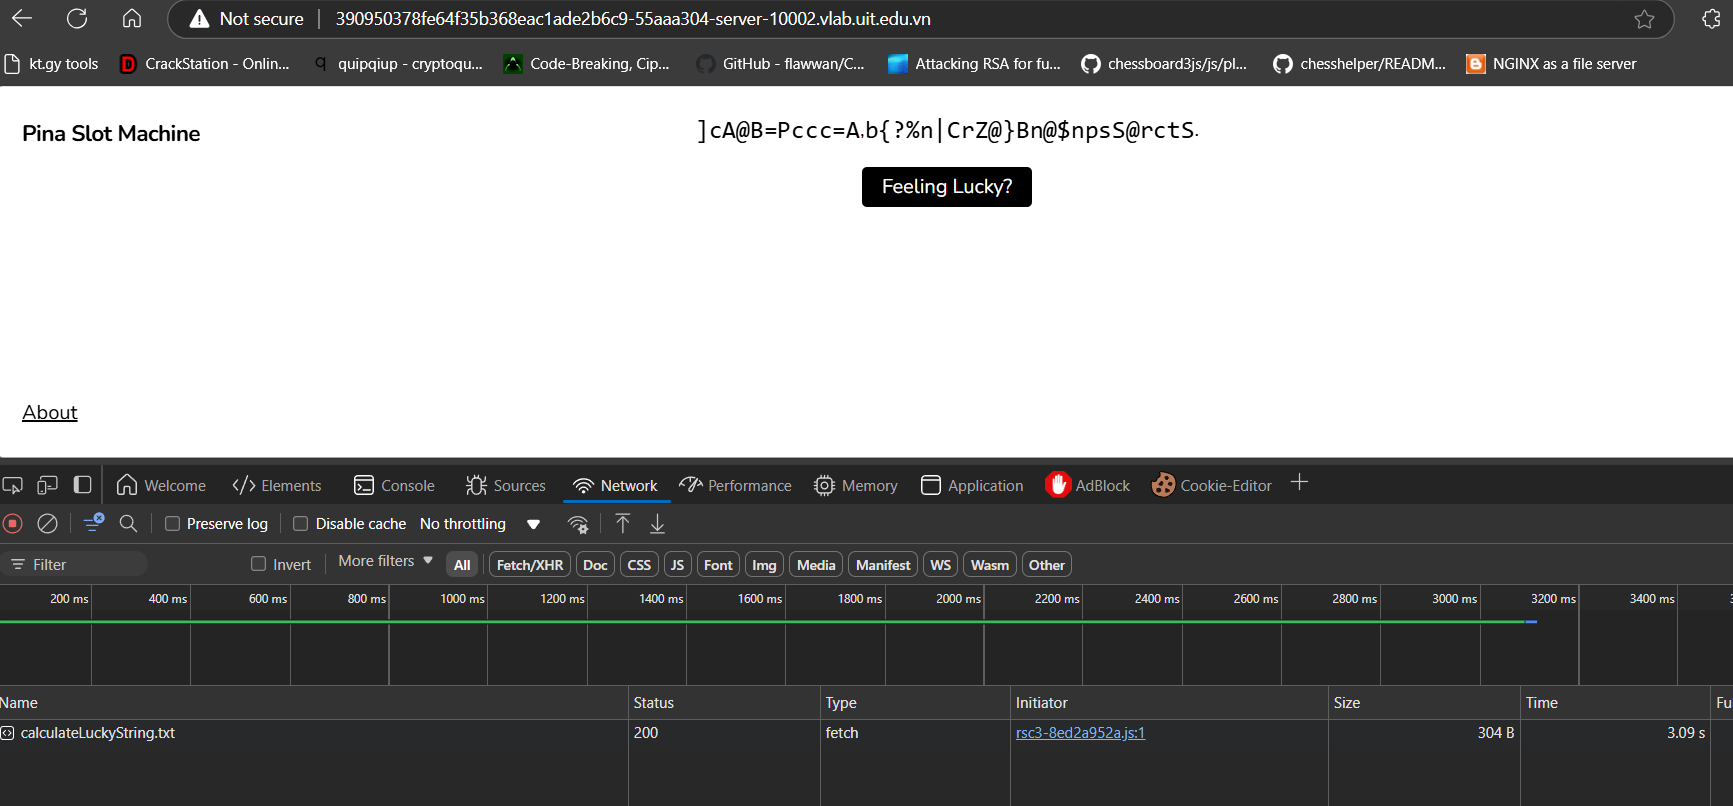 Not secure | 390950378fe64f35b368eac1ade2b6c9-55aaa304-server-10002.vlab.uit.edu.vn
kt.gy tools CrackStation - Onlin... quipqiup - cryptoqu... Code-Breaking, Cip... GitHub - flawwan/C... Attacking RSA for fu... chessboard3js/js/pl... chesshelper/READM... NGINX as a file server
Pina Slot Machine
]cA@B=Pccc=A,b{?%n|CrZ@}Bn@$npsS@rctS.
Feeling Lucky?
About
Welcome Elements Console Sources Network Performance Memory Application AdBlock Cookie-Editor
Preserve log Disable cache No throttling
Filter Invert More filters All Fetch/XHR Doc CSS JS Font Img Media Manifest WS Wasm Other
200 ms 400 ms 600 ms 800 ms 1000 ms 1200 ms 1400 ms 1600 ms 1800 ms 2000 ms 2200 ms 2400 ms 2600 ms 2800 ms 3000 ms 3200 ms 3400 ms
Name Status Type Initiator Size Time Fu
calculateLuckyString.txt 200 fetch rsc3-8ed2a952a.js:1 304 B 3.09 s